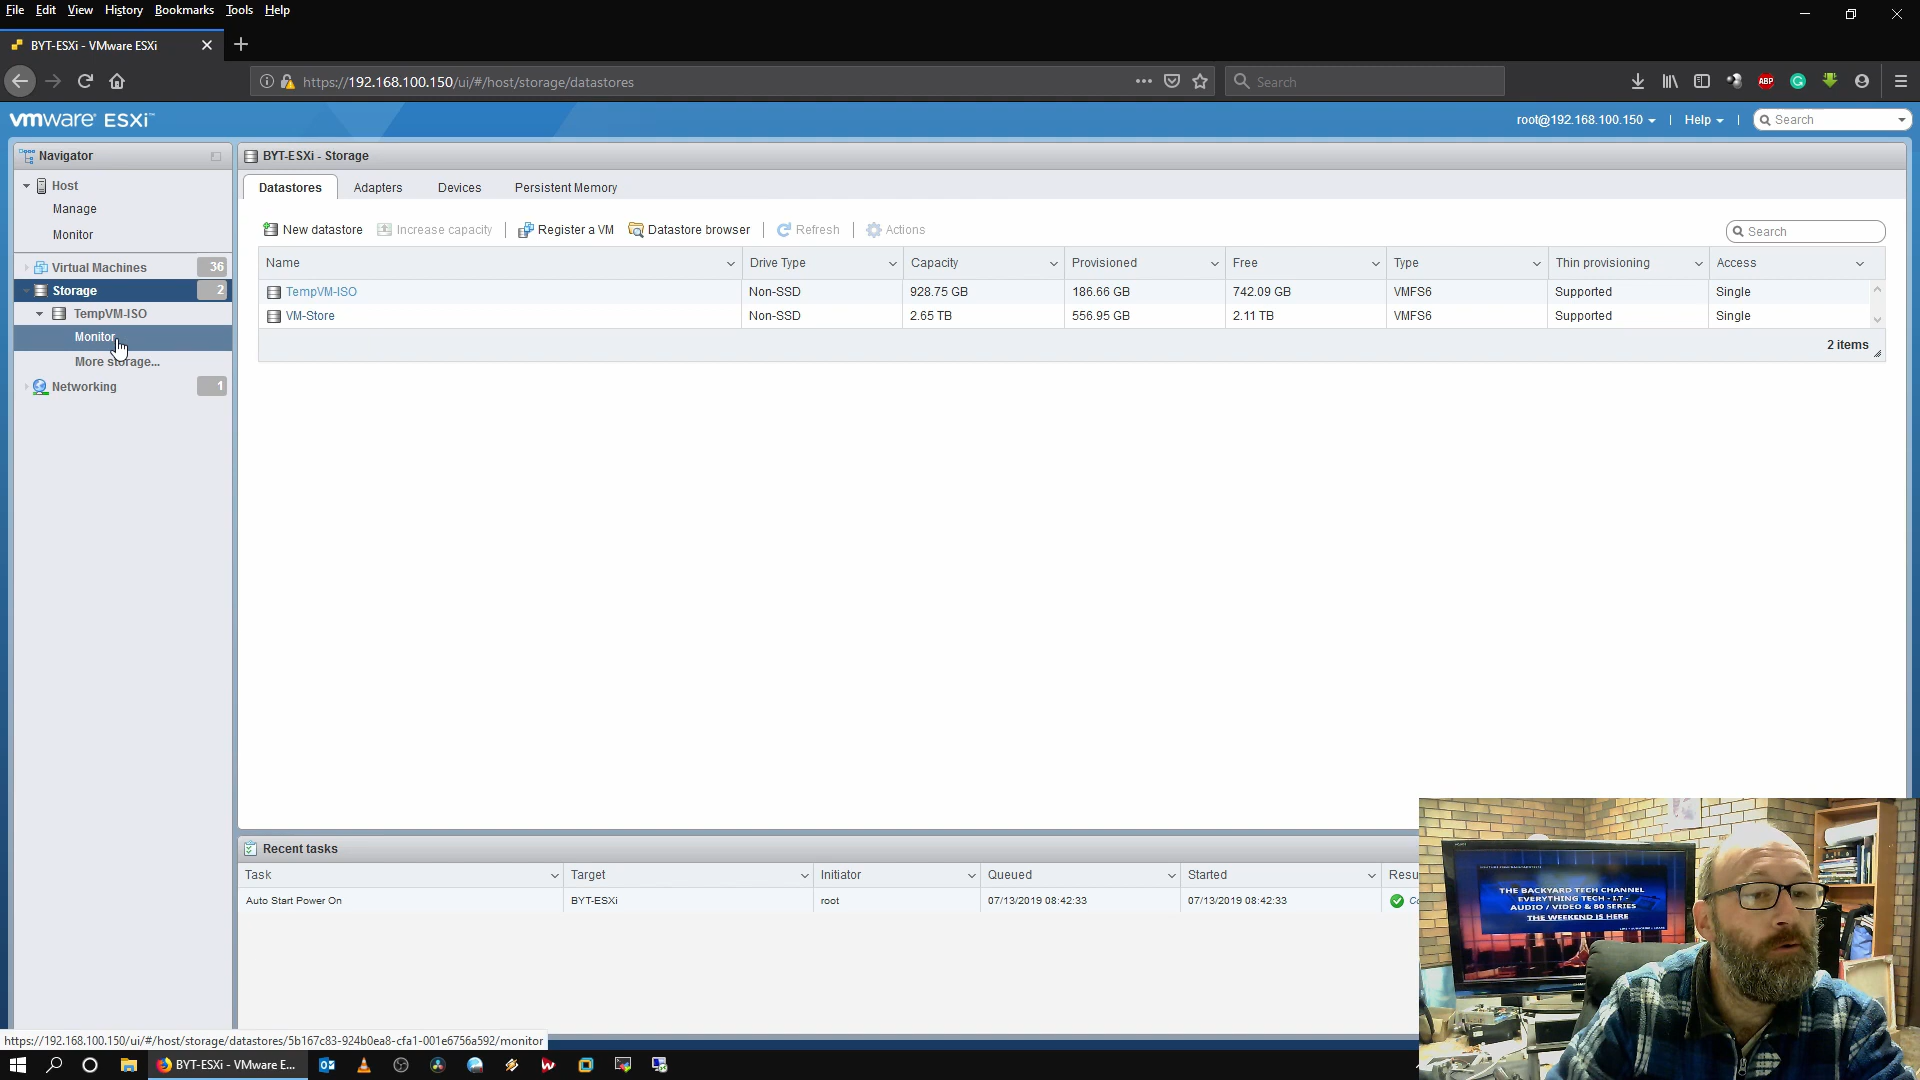 File Edit View History Bookmarks Tools Help
BYT-ESXi - VMware ESXi
https://192.168.100.150/ui/#/host/storage/datastores
Search
ABP
vmware ESXi
root@192.168.100.150
Help
Search
Navigator
Host
Manage
Monitor
Virtual Machines 36
Storage 2
TempVM-ISO
Monitor
More storage...
Networking 1
BYT-ESXi - Storage
Datastores Adapters Devices Persistent Memory
New datastore Increase capacity Register a VM Datastore browser Refresh Actions
Search
Name Drive Type Capacity Provisioned Free Type Thin provisioning Access
TempVM-ISO Non-SSD 928.75 GB 186.66 GB 742.09 GB VMFS6 Supported Single
VM-Store Non-SSD 2.65 TB 556.95 GB 2.11 TB VMFS6 Supported Single
2 items
Recent tasks
Task Target Initiator Queued Started Resu
Auto Start Power On BYT-ESXi root 07/13/2019 08:42:33 07/13/2019 08:42:33 Co
THE BACKYARD TECH CHANNEL
EVERYTHING TECH - I.T -
AUDIO / VIDEO & 80 SERIES
THE WEEKEND IS HERE
https://192.168.100.150/ui/#/host/storage/datastores/5b167c83-924b0ea8-cfa1-001e6756a592/monitor
BYT-ESXi - VMware E...